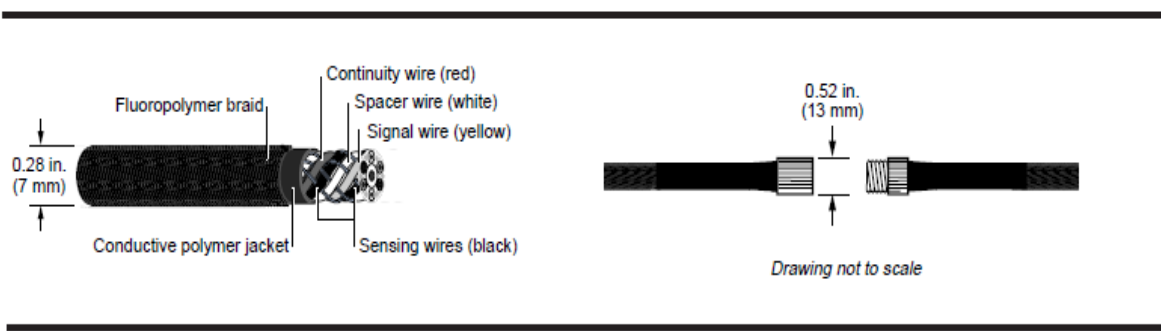 Continuity wire (red)
Fluoropolymer braid
Spacer wire (white)
Signal wire (yellow)
0.28 in.
(7 mm)
Conductive polymer jacket
Sensing wires (black)
0.52 in.
(13 mm)
Drawing not to scale